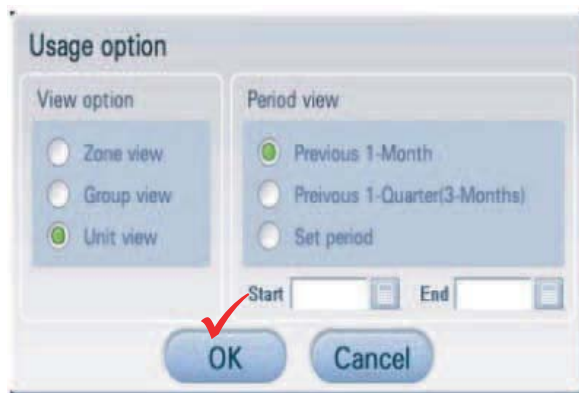 Usage option
View option
Zone view
Group view
Unit view
Period view
Previous 1-Month
Preivous 1-Quarter(3-Months)
Set period
Start End
OK Cancel